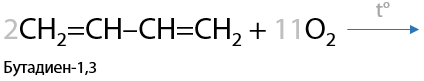 2CH₂=CH–CH=CH₂ + 11O₂ t°
Бутадиен-1,3